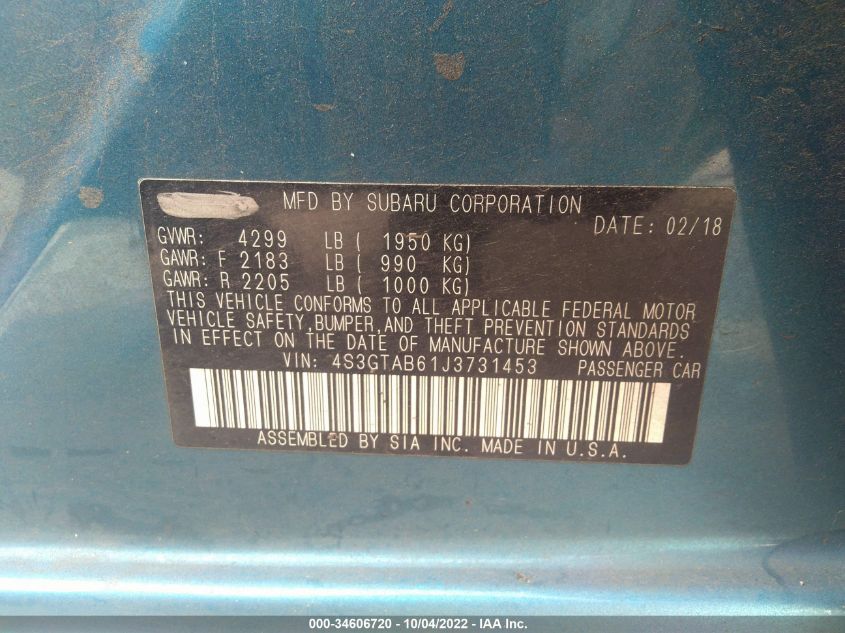 MFD BY SUBARU CORPORATION
DATE: 02/18
GVWR: 4299 LB ( 1950 KG)
GAWR: F 2183 LB ( 990 KG)
GAWR: R 2205 LB ( 1000 KG)
THIS VEHICLE CONFORMS TO ALL APPLICABLE FEDERAL MOTOR
VEHICLE SAFETY,BUMPER,AND THEFT PREVENTION STANDARDS
IN EFFECT ON THE DATE OF MANUFACTURE SHOWN ABOVE.
VIN: 4S3GTAB61J3731453 PASSENGER CAR
ASSEMBLED BY SIA INC. MADE IN U.S.A.
000-34606720 - 10/04/2022 - IAA Inc.